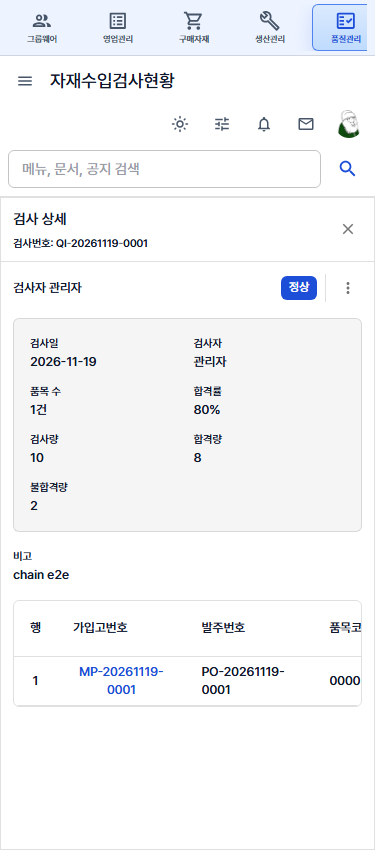 그룹웨어 영업관리 구매자재 생산관리 품질관리
자재수입검사현황
메뉴, 문서, 공지 검색
검사 상세
검사번호: QI-20261119-0001
검사자 관리자 정상
검사일 검사자
2026-11-19 관리자
품목 수 합격률
1건 80%
검사량 합격량
10 8
불합격량
2
비고
chain e2e
행 가입고번호 발주번호 품목코
1 MP-20261119- PO-20261119- 0000
0001 0001